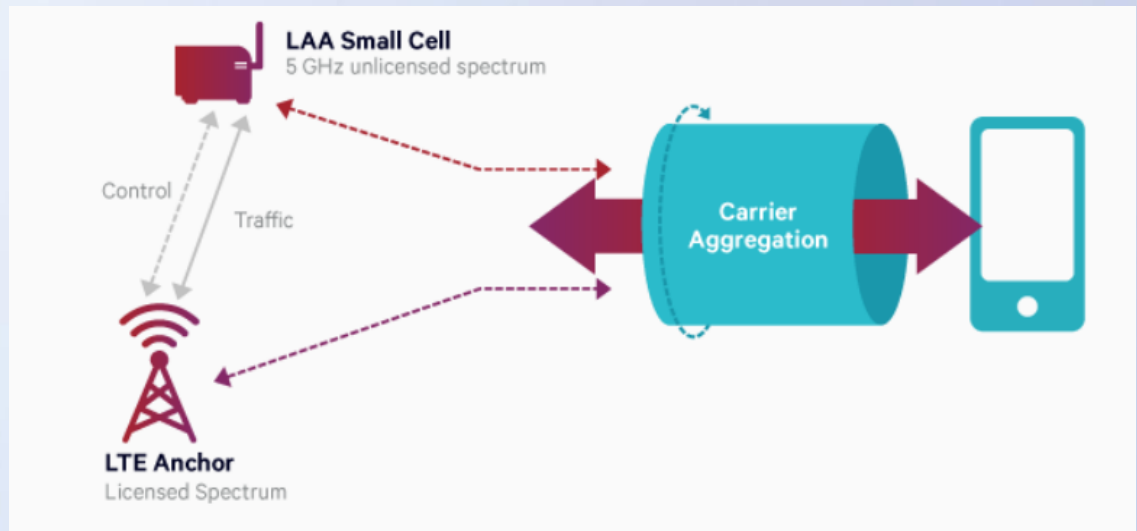 LAA Small Cell
5 GHz unlicensed spectrum
Control
Traffic
Carrier
Aggregation
LTE Anchor
Licensed Spectrum